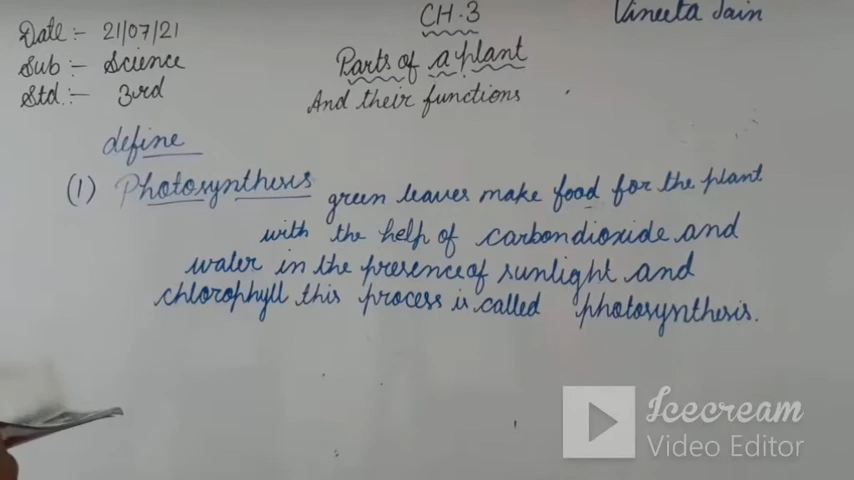 Date :- 21/07/21
Sub :- Science
Std :- 3rd
CH.3
Parts of a plant
And their functions
Vineeta Jain
define
(1) Photosynthesis green leaves make food for the plant
with the help of carbondioxide and
water in the presence of sunlight and
chlorophyll this process is called photosynthesis.
Icecream
Video Editor